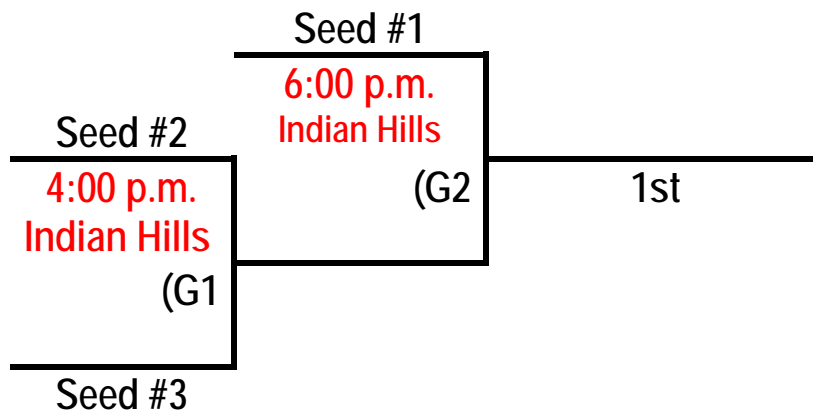 Seed #1
6:00 p.m.
Indian Hills
Seed #2
4:00 p.m.
Indian Hills
(G2
1st
(G1
Seed #3